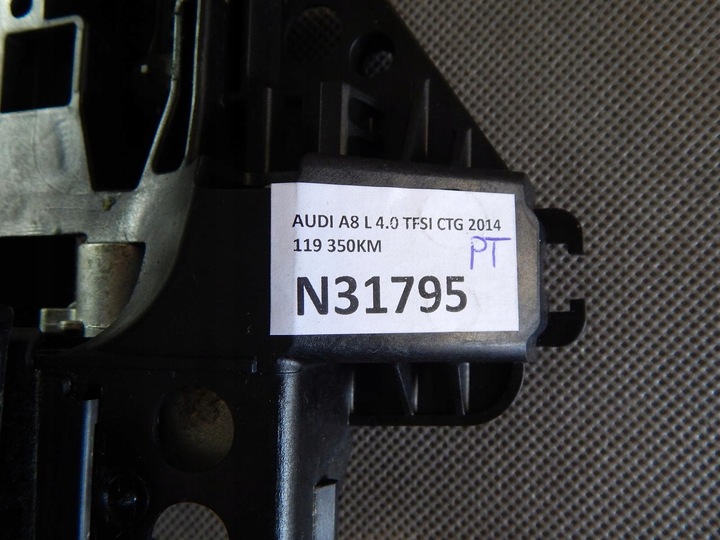 AUDI A8 L 4.0 TFSI CTG 2014
119 350KM
PT
N31795